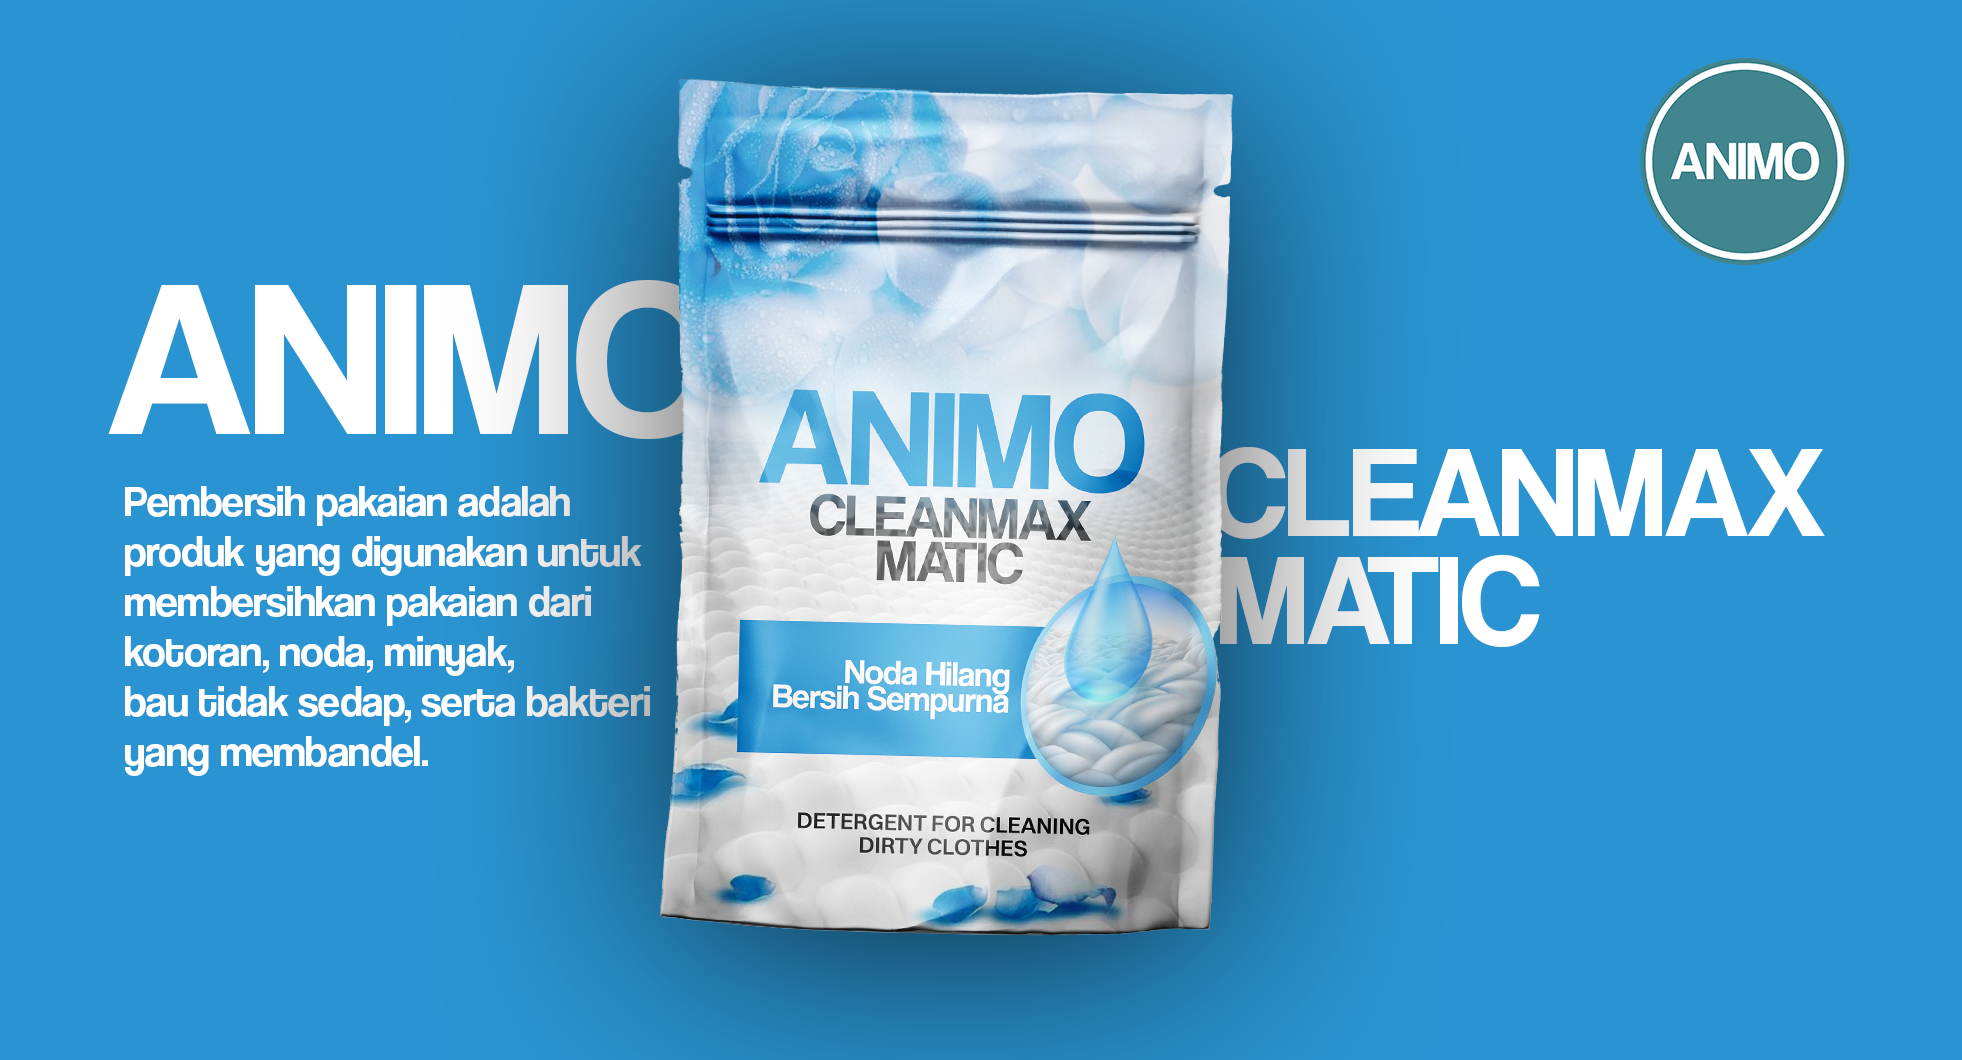 ANIMO
ANIMO
Pembersih pakaian adalah
produk yang digunakan untuk
membersihkan pakaian dari
kotoran, noda, minyak,
bau tidak sedap, serta bakteri
yang membandel.
ANIMO
CLEANMAX
MATIC
Noda Hilang
Bersih Sempurna
DETERGENT FOR CLEANING
DIRTY CLOTHES
CLEANMAX
MATIC